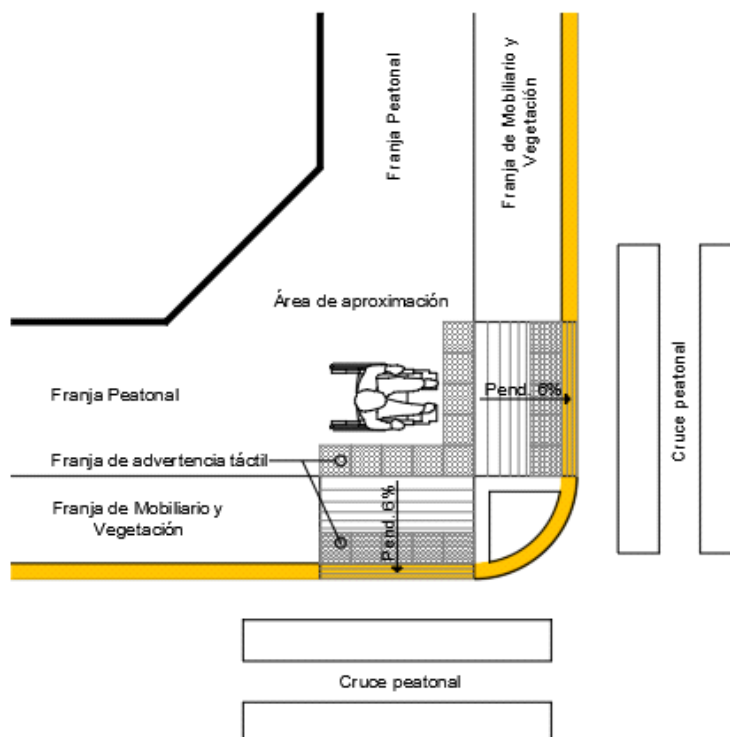 Franja Peatonal
Franja de Mobiliario y
Vegetación
Área de aproximación
Franja Peatonal
Pend. 6%
Cruce peatonal
Franja de advertencia táctil
Franja de Mobiliario y
Vegetación
Pend. 6%
Cruce peatonal